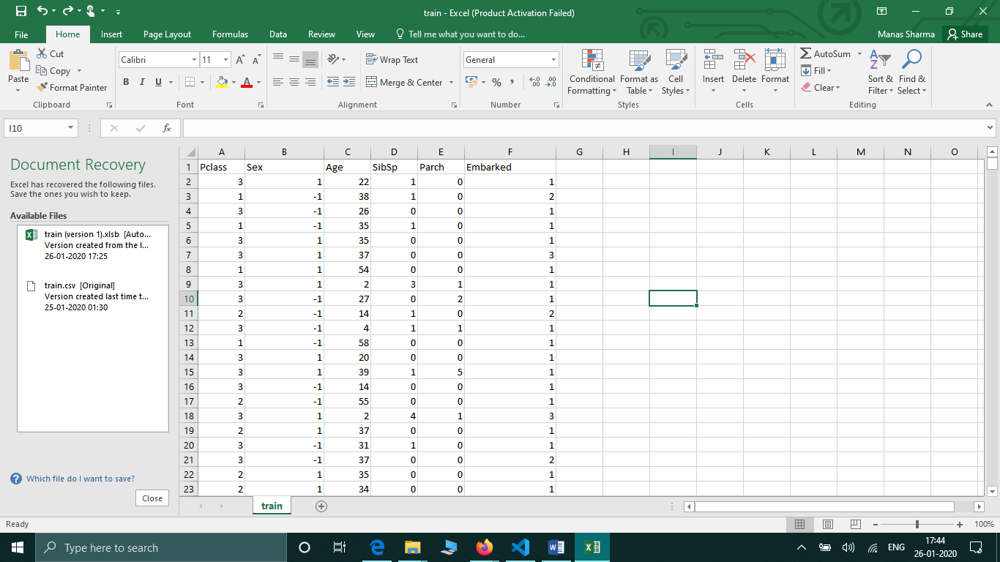 train - Excel (Product Activation Failed)
File Home Insert Page Layout Formulas Data Review View Tell me what you want to do... Manas Sharma Share
Paste
Cut
Copy
Format Painter
Clipboard
Calibri 11
B I U A
Font
Wrap Text
Merge & Center
Alignment
General
% ,
Number
Conditional Formatting
Format as Table
Cell Styles
Styles
Insert Delete Format
Cells
AutoSum
Fill
Clear
Sort & Filter
Find & Select
Editing
I10 fx
Document Recovery
Excel has recovered the following files.
Save the ones you wish to keep.
Available Files
train (version 1).xlsb [Auto...
Version created from the l...
26-01-2020 17:25
train.csv [Original]
Version created last time t...
25-01-2020 01:30
Which file do I want to save?
Close
A B C D E F G H I J K L M N O
1 Pclass Sex Age SibSp Parch Embarked
2 3 1 22 1 0 1
3 1 -1 38 1 0 2
4 3 -1 26 0 0 1
5 1 -1 35 1 0 1
6 3 1 35 0 0 1
7 3 1 37 0 0 3
8 1 1 54 0 0 1
9 3 1 2 3 1 1
10 3 -1 27 0 2 1
11 2 -1 14 1 0 2
12 3 -1 4 1 1 1
13 1 -1 58 0 0 1
14 3 1 20 0 0 1
15 3 1 39 1 5 1
16 3 -1 14 0 0 1
17 2 -1 55 0 0 1
18 3 1 2 4 1 3
19 2 1 37 0 0 1
20 3 -1 31 1 0 1
21 3 -1 37 0 0 2
22 2 1 35 0 0 1
23 2 1 34 0 0 1
train
Ready 100%
Type here to search
ENG
17:44
26-01-2020